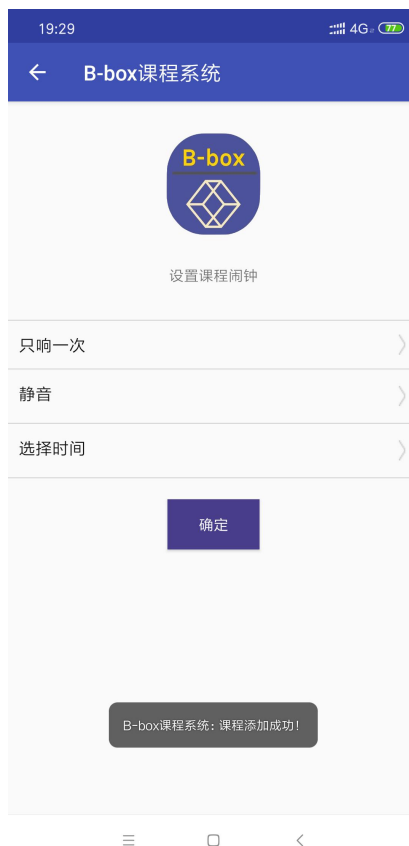 19:29
4G
77
B-box课程系统
B-box
设置课程闹钟
只响一次
静音
选择时间
确定
B-box课程系统: 课程添加成功!